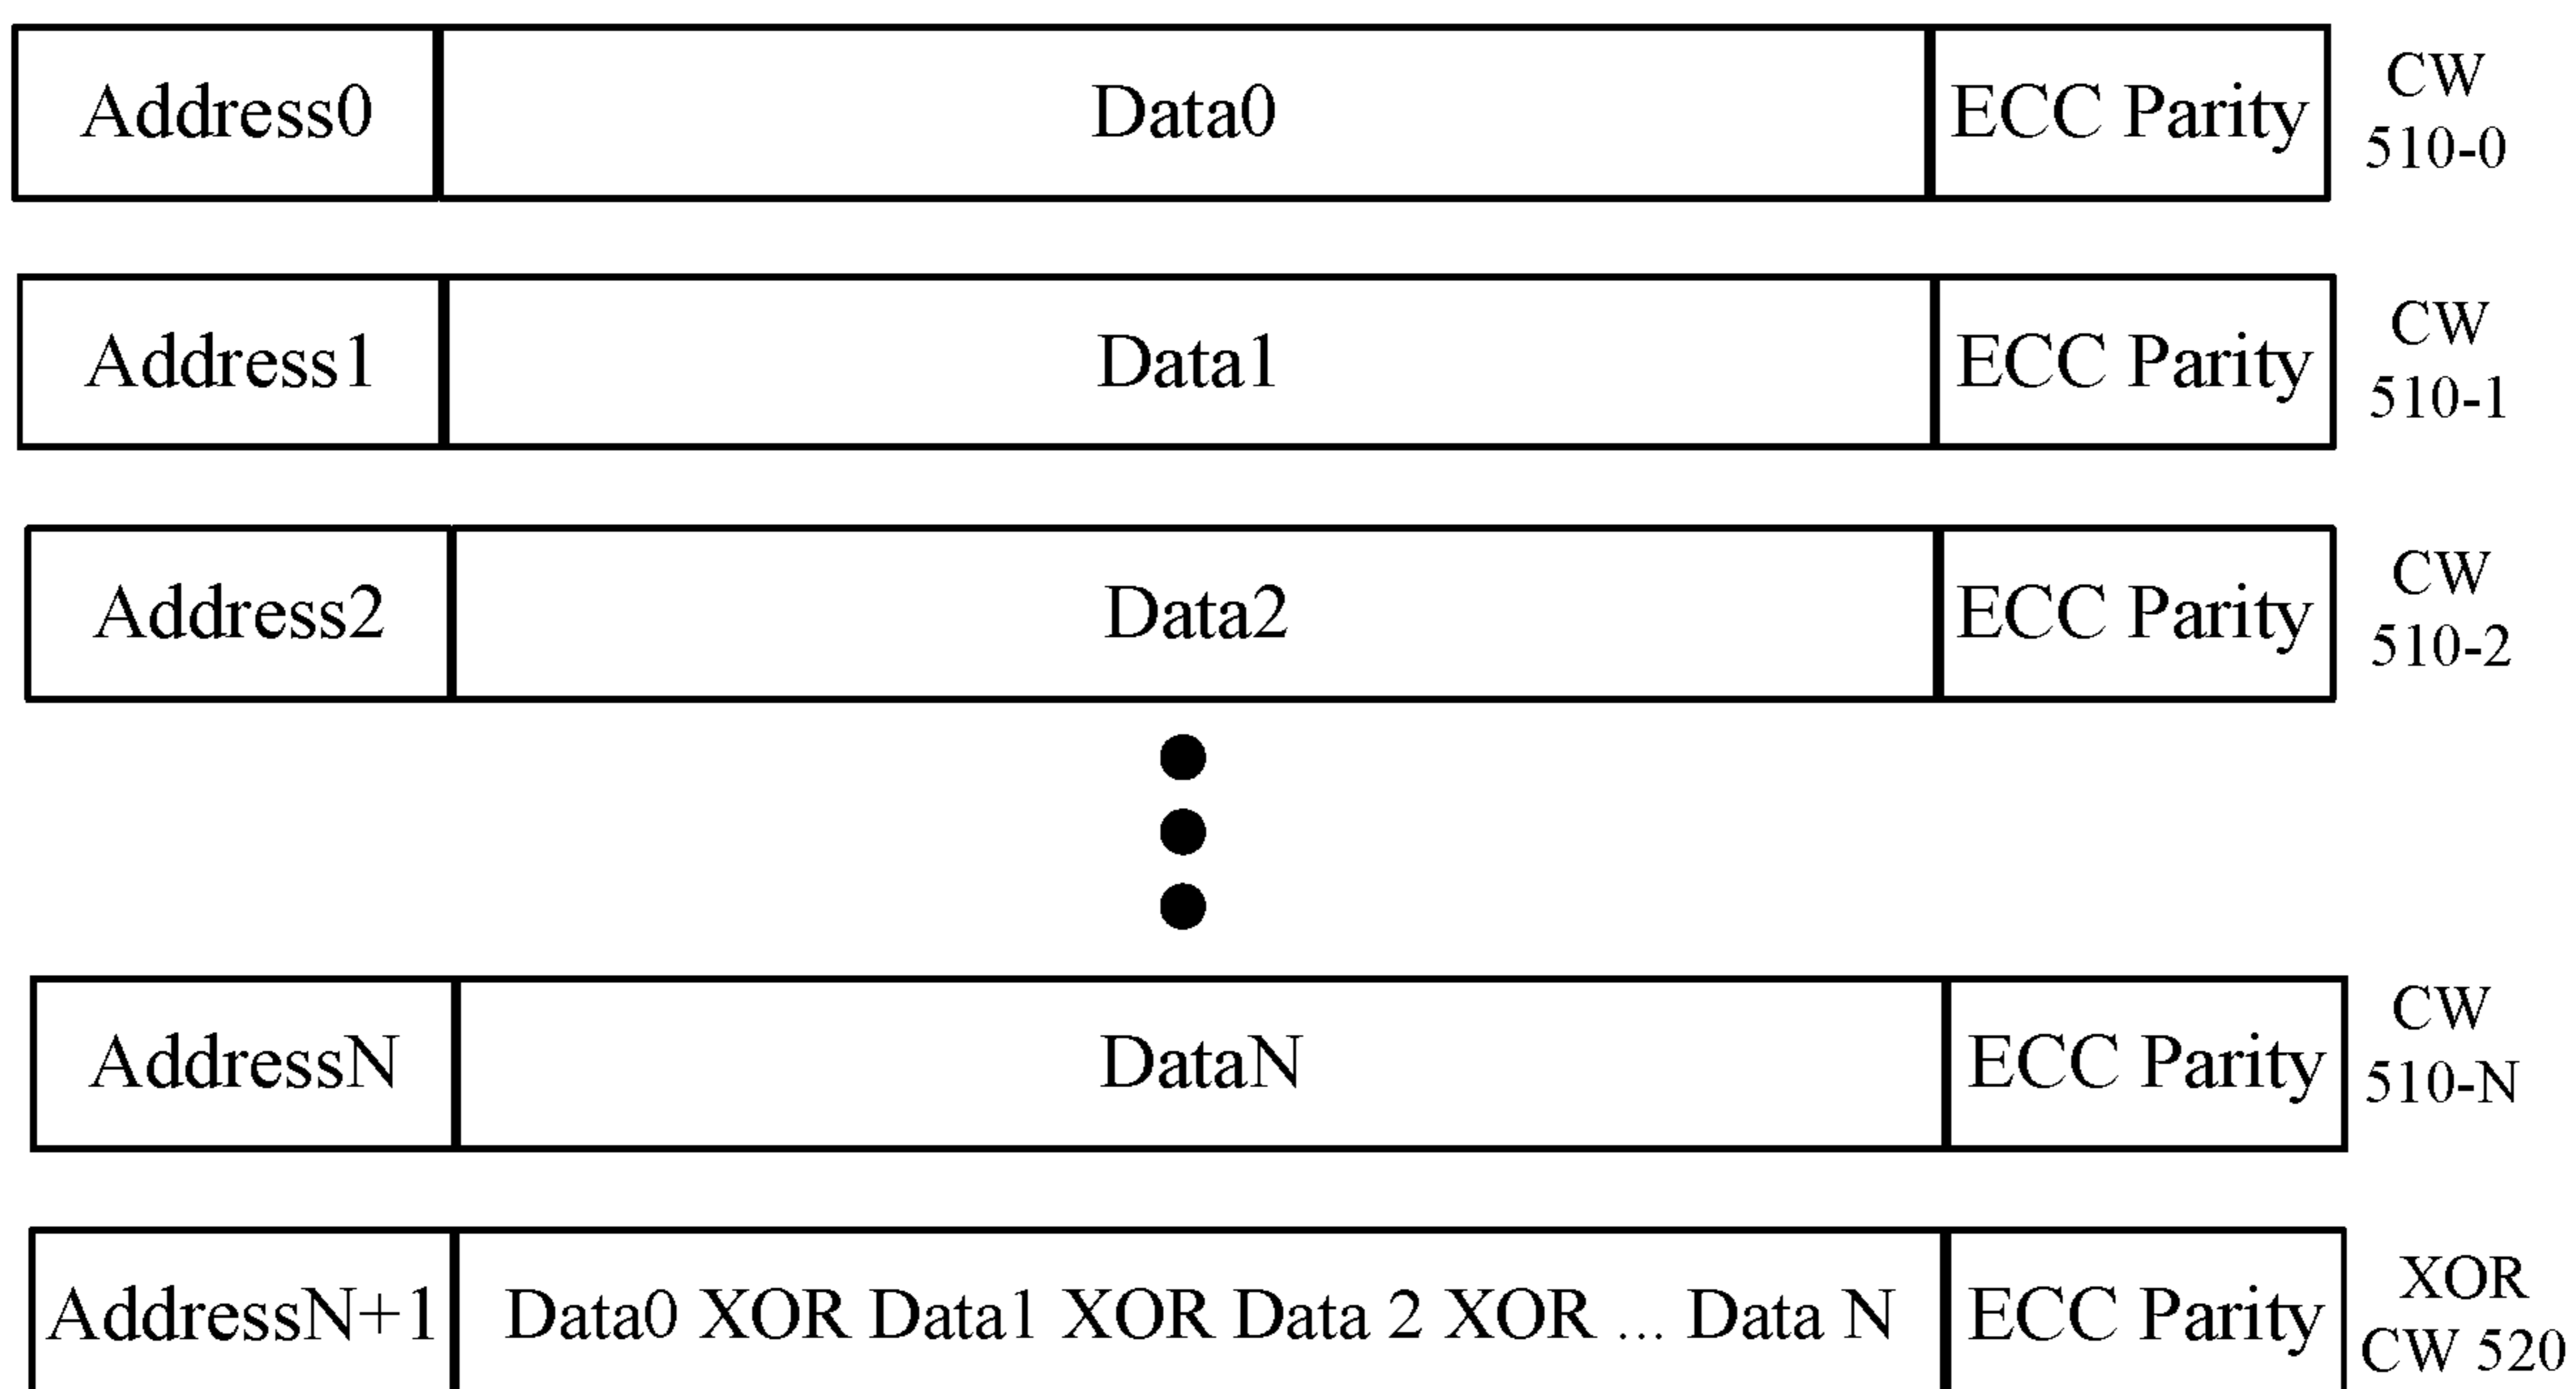 Address0 Data0 ECC Parity CW
510-0
Address1 Data1 ECC Parity CW
510-1
Address2 Data2 ECC Parity CW
510-2
AddressN DataN ECC Parity CW
510-N
AddressN+1 Data0 XOR Data1 XOR Data 2 XOR ... Data N ECC Parity XOR
CW 520